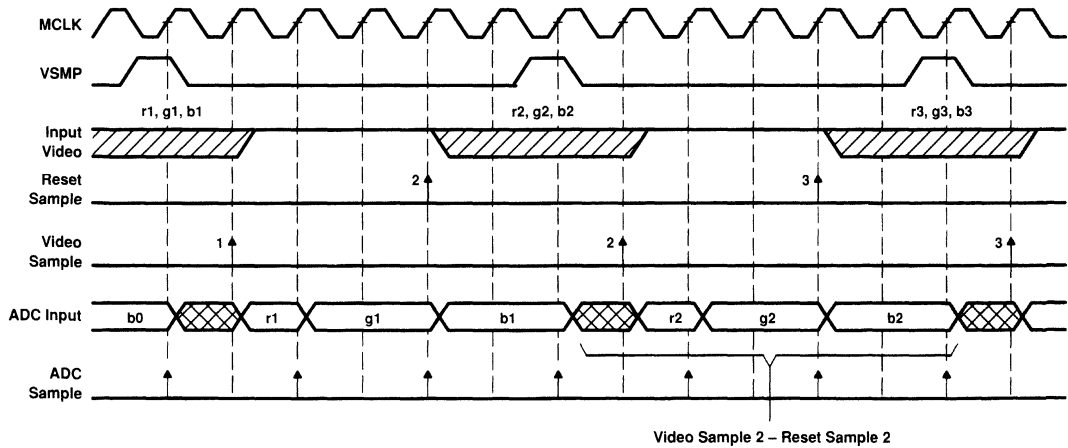 MCLK
VSMP
r1, g1, b1 r2, g2, b2 r3, g3, b3
Input
Video
Reset
Sample
2 3
Video
Sample
1 2 3
ADC Input
b0 r1 g1 b1 r2 g2 b2
ADC
Sample
Video Sample 2 – Reset Sample 2